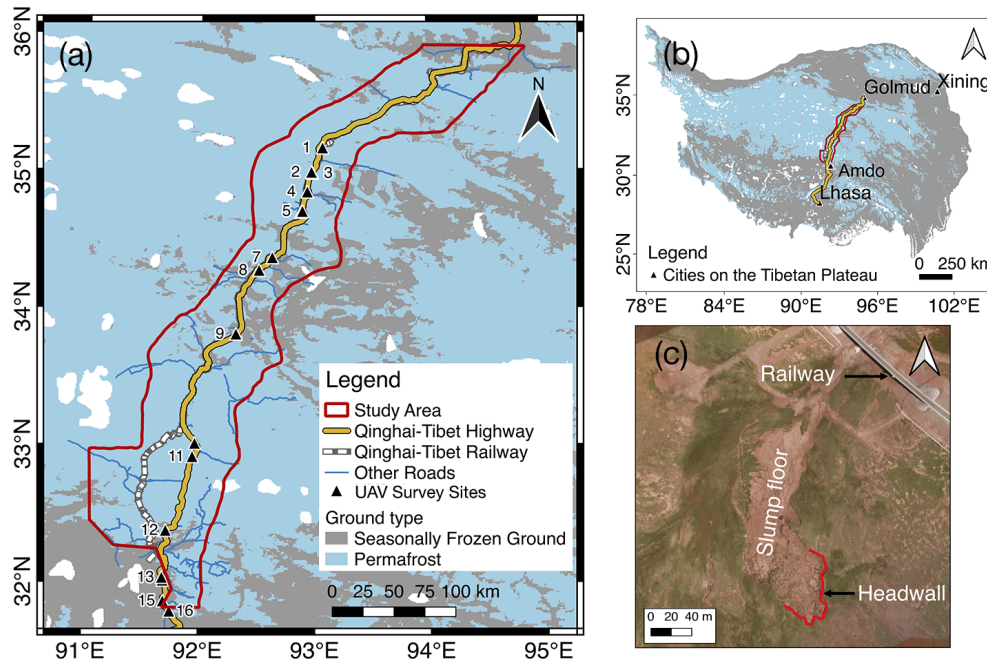 (a)
36°N
35°N
34°N
33°N
32°N
91°E
92°E
93°E
94°E
95°E
N
1
2
3
4
5
7
8
9
11
12
13
15
16
Legend
Study Area
Qinghai-Tibet Highway
Qinghai-Tibet Railway
Other Roads
UAV Survey Sites
Ground type
Seasonally Frozen Ground
Permafrost
0 25 50 75 100 km
(b)
Golmud
Xining
Amdo
Lhasa
35°N
30°N
25°N
Legend
Cities on the Tibetan Plateau
0 250 km
78°E
84°E
90°E
96°E
102°E
(c)
Railway
Slump floor
Headwall
0 20 40 m